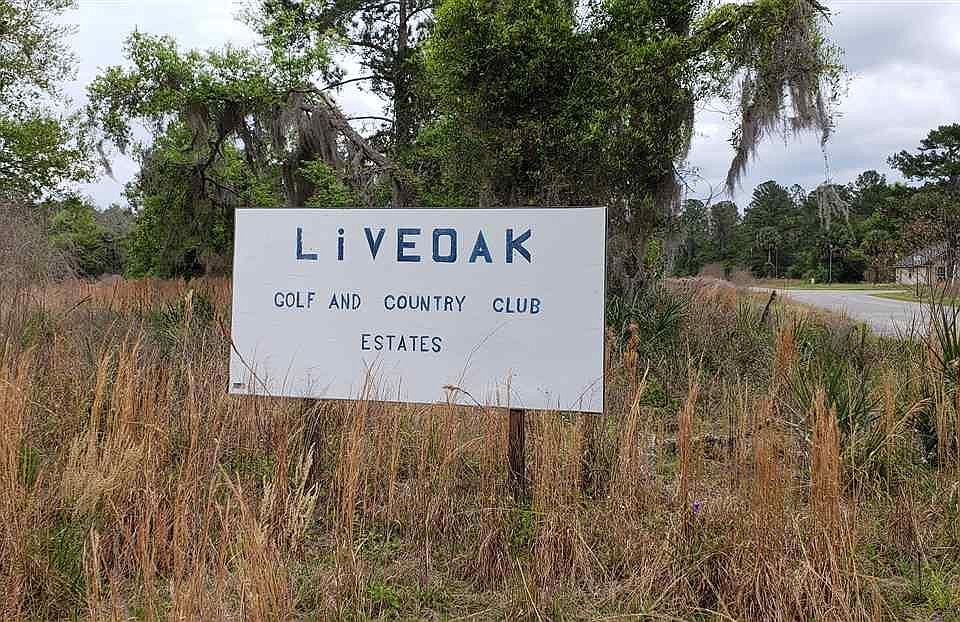 LiVEOAK
GOLF AND COUNTRY CLUB
ESTATES